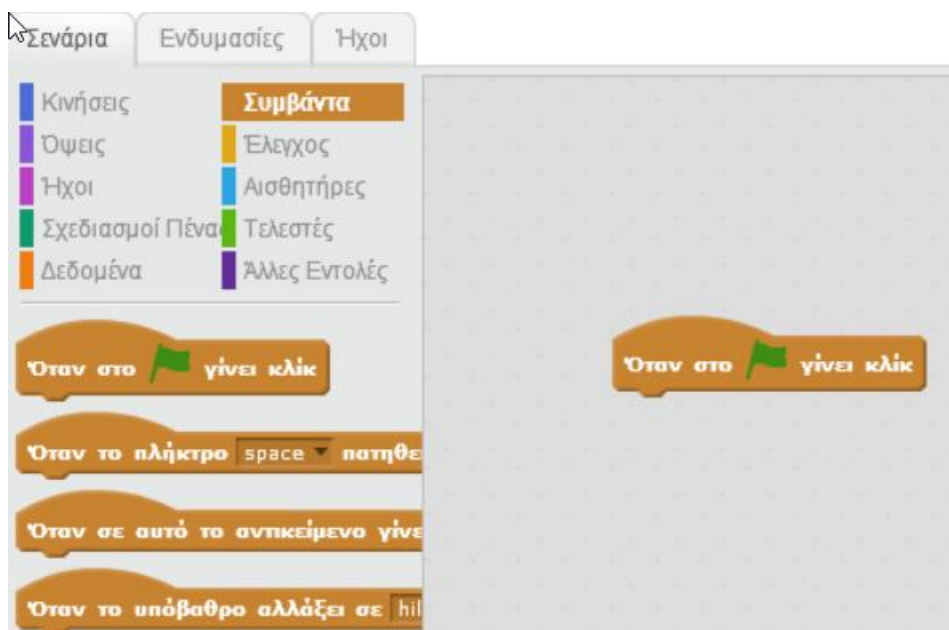 Σενάρια Ενδυμασίες Ήχοι
Κινήσεις Συμβάντα
Όψεις Έλεγχος
Ήχοι Αισθητήρες
Σχεδιασμοί Πένας Τελεστές
Δεδομένα Άλλες Εντολές
Όταν στο γίνει κλίκ
Όταν στο γίνει κλίκ
Όταν το πλήκτρο space πατηθε
Όταν σε αυτό το αντικείμενο γίνε
Όταν το υπόβαθρο αλλάξει σε hil